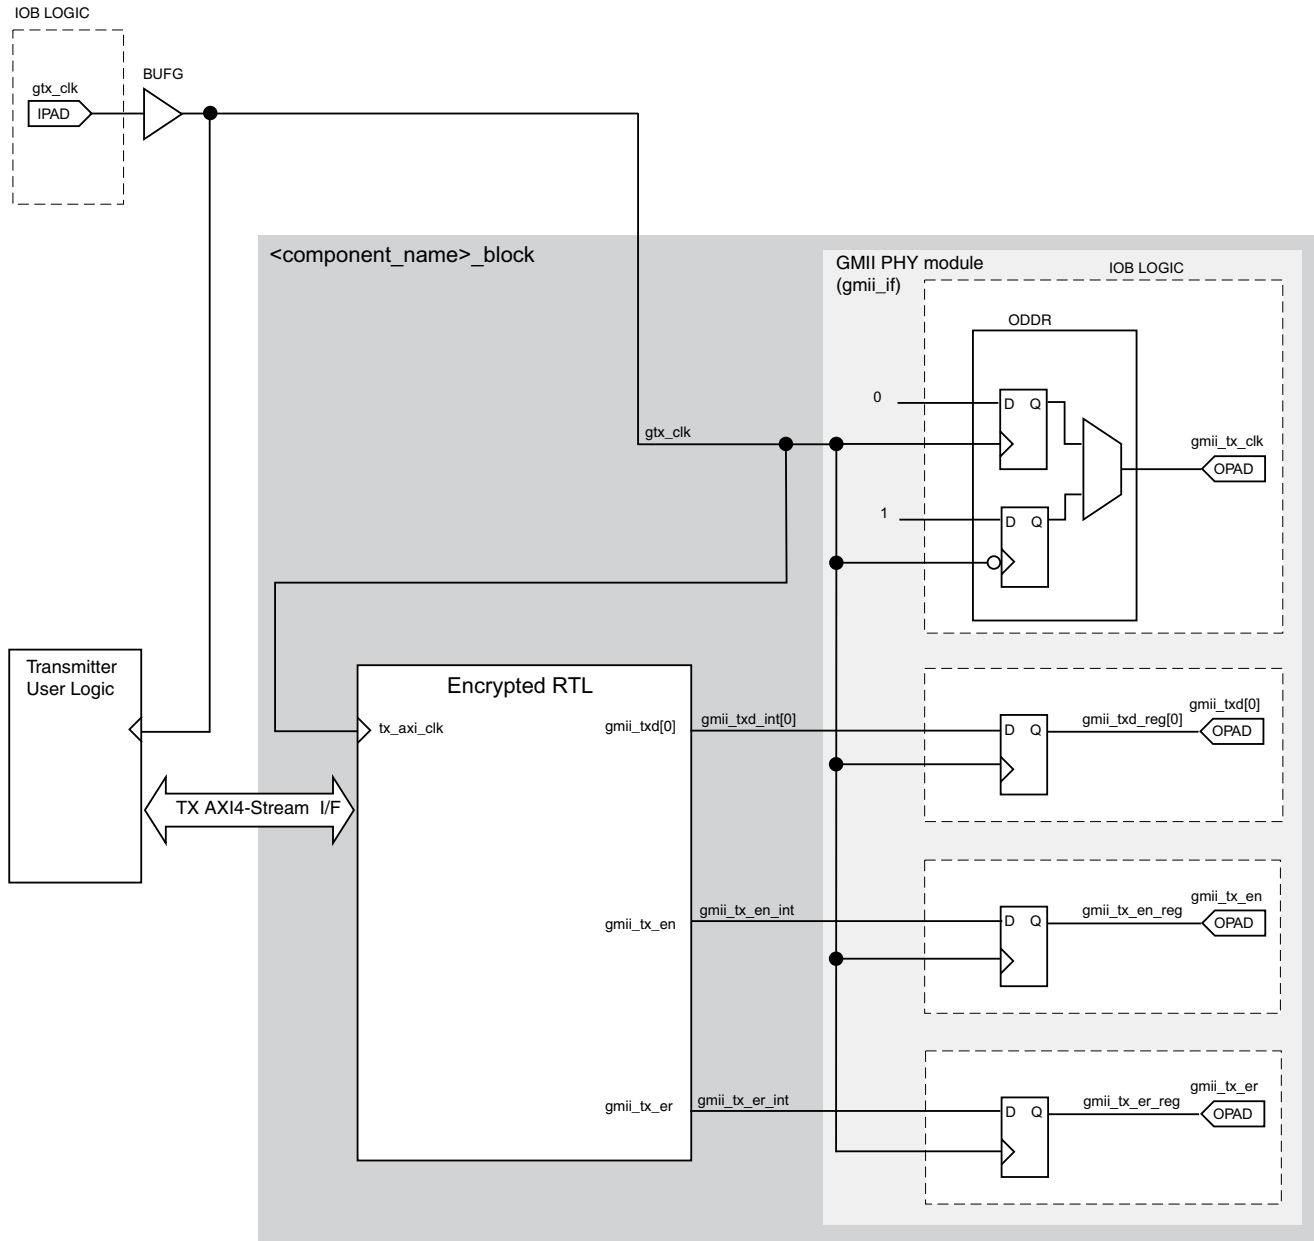 IOB LOGIC
gtx_clk
IPAD
BUFG
<component_name>_block
GMII PHY module
(gmii_if)
IOB LOGIC
ODDR
0
D Q
gtx_clk
gmii_tx_clk
OPAD
1
D Q
Transmitter
User Logic
TX AXI4-Stream I/F
Encrypted RTL
tx_axi_clk
gmii_txd[0]
gmii_txd_int[0]
D Q
gmii_txd_reg[0]
gmii_txd[0]
OPAD
gmii_tx_en
gmii_tx_en_int
D Q
gmii_tx_en_reg
gmii_tx_en
OPAD
gmii_tx_er
gmii_tx_er_int
D Q
gmii_tx_er_reg
gmii_tx_er
OPAD